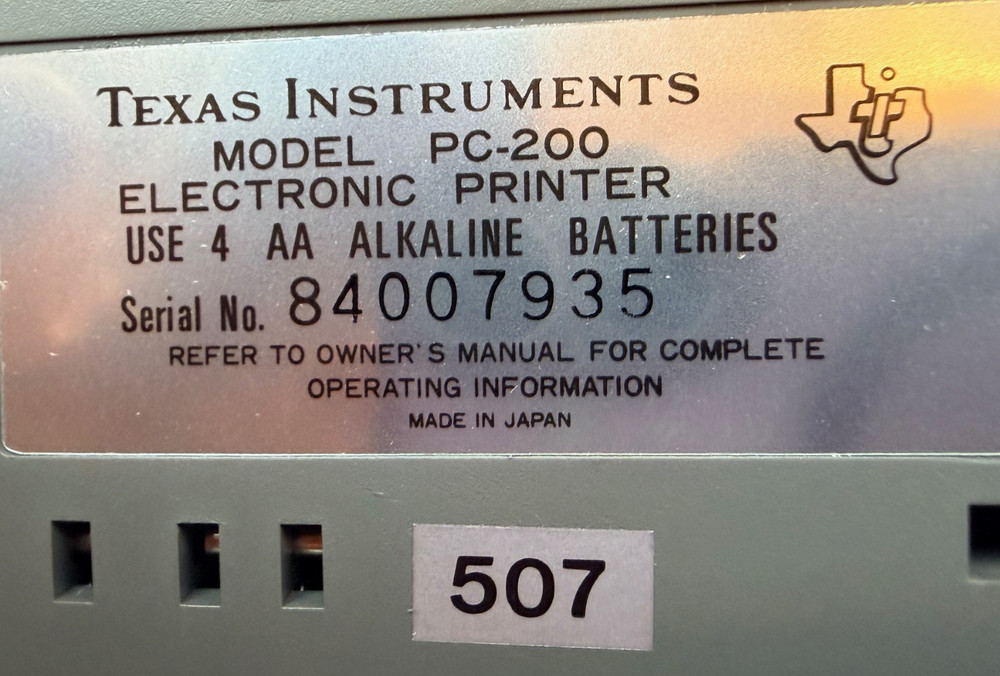 TEXAS INSTRUMENTS
MODEL PC-200
ELECTRONIC PRINTER
USE 4 AA ALKALINE BATTERIES
Serial No. 84007935
REFER TO OWNER'S MANUAL FOR COMPLETE
OPERATING INFORMATION
MADE IN JAPAN
507